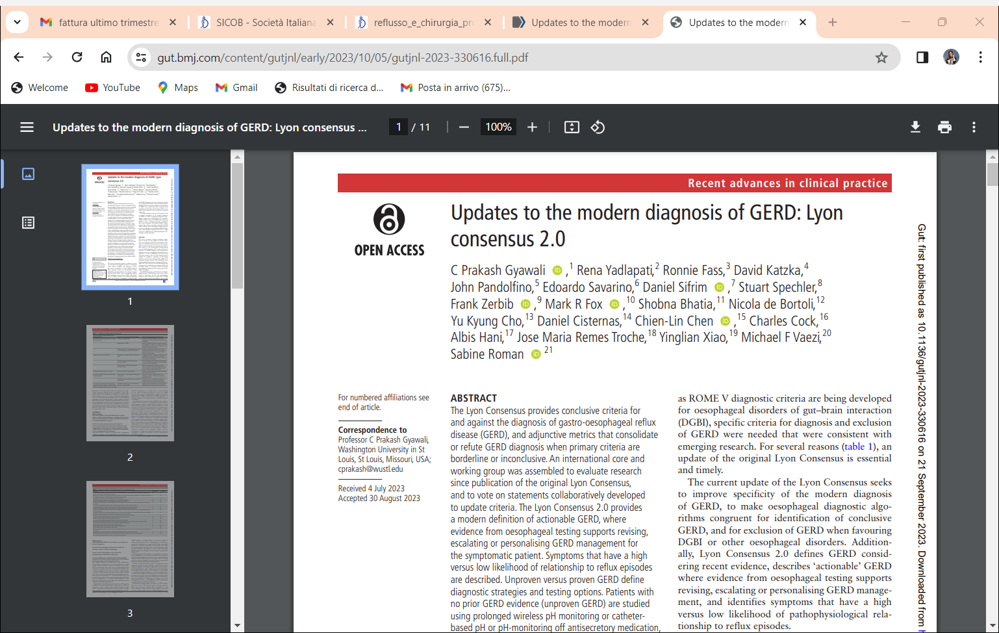 fattura ultimo trimestre
SICOB - Società Italiana
reflusso_e_chirurgia_pro
Updates to the modern
Updates to the modern
gut.bmj.com/content/gutjnl/early/2023/10/05/gutjnl-2023-330616.full.pdf
Welcome
YouTube
Maps
Gmail
Risultati di ricerca d...
Posta in arrivo (675)...
Updates to the modern diagnosis of GERD: Lyon consensus ...
1 / 11
100%
1
2
3
Recent advances in clinical practice
OPEN ACCESS
Updates to the modern diagnosis of GERD: Lyon
consensus 2.0
C Prakash Gyawali iD ,1 Rena Yadlapati,2 Ronnie Fass,3 David Katzka,4
John Pandolfino,5 Edoardo Savarino,6 Daniel Sifrim iD ,7 Stuart Spechler,8
Frank Zerbib iD ,9 Mark R Fox iD ,10 Shobna Bhatia,11 Nicola de Bortoli,12
Yu Kyung Cho,13 Daniel Cisternas,14 Chien-Lin Chen iD ,15 Charles Cock,16
Albis Hani,17 Jose Maria Remes Troche,18 Yinglian Xiao,19 Michael F Vaezi,20
Sabine Roman iD 21
For numbered affiliations see
end of article.
Correspondence to
Professor C Prakash Gyawali,
Washington University in St
Louis, St Louis, Missouri, USA;
cprakash@wustl.edu
Received 4 July 2023
Accepted 30 August 2023
ABSTRACT
The Lyon Consensus provides conclusive criteria for
and against the diagnosis of gastro-oesophageal reflux
disease (GERD), and adjunctive metrics that consolidate
or refute GERD diagnosis when primary criteria are
borderline or inconclusive. An international core and
working group was assembled to evaluate research
since publication of the original Lyon Consensus,
and to vote on statements collaboratively developed
to update criteria. The Lyon Consensus 2.0 provides
a modern definition of actionable GERD, where
evidence from oesophageal testing supports revising,
escalating or personalising GERD management for
the symptomatic patient. Symptoms that have a high
versus low likelihood of relationship to reflux episodes
are described. Unproven versus proven GERD define
diagnostic strategies and testing options. Patients with
no prior GERD evidence (unproven GERD) are studied
using prolonged wireless pH monitoring or catheter-
based pH or pH-monitoring off antisecretory medication,
as ROME V diagnostic criteria are being developed
for oesophageal disorders of gut–brain interaction
(DGBI), specific criteria for diagnosis and exclusion
of GERD were needed that were consistent with
emerging research. For several reasons (table 1), an
update of the original Lyon Consensus is essential
and timely.
The current update of the Lyon Consensus seeks
to improve specificity of the modern diagnosis
of GERD, to make oesophageal diagnostic algo-
rithms congruent for identification of conclusive
GERD, and for exclusion of GERD when favouring
DGBI or other oesophageal disorders. Addition-
ally, Lyon Consensus 2.0 defines GERD consid-
ering recent evidence, describes ‘actionable’ GERD
where evidence from oesophageal testing supports
revising, escalating or personalising GERD manage-
ment, and identifies symptoms that have a high
versus low likelihood of pathophysiological rela-
tionship to reflux episodes.
Gut: first published as 10.1136/gutjnl-2023-330616 on 21 September 2023. Downloaded from